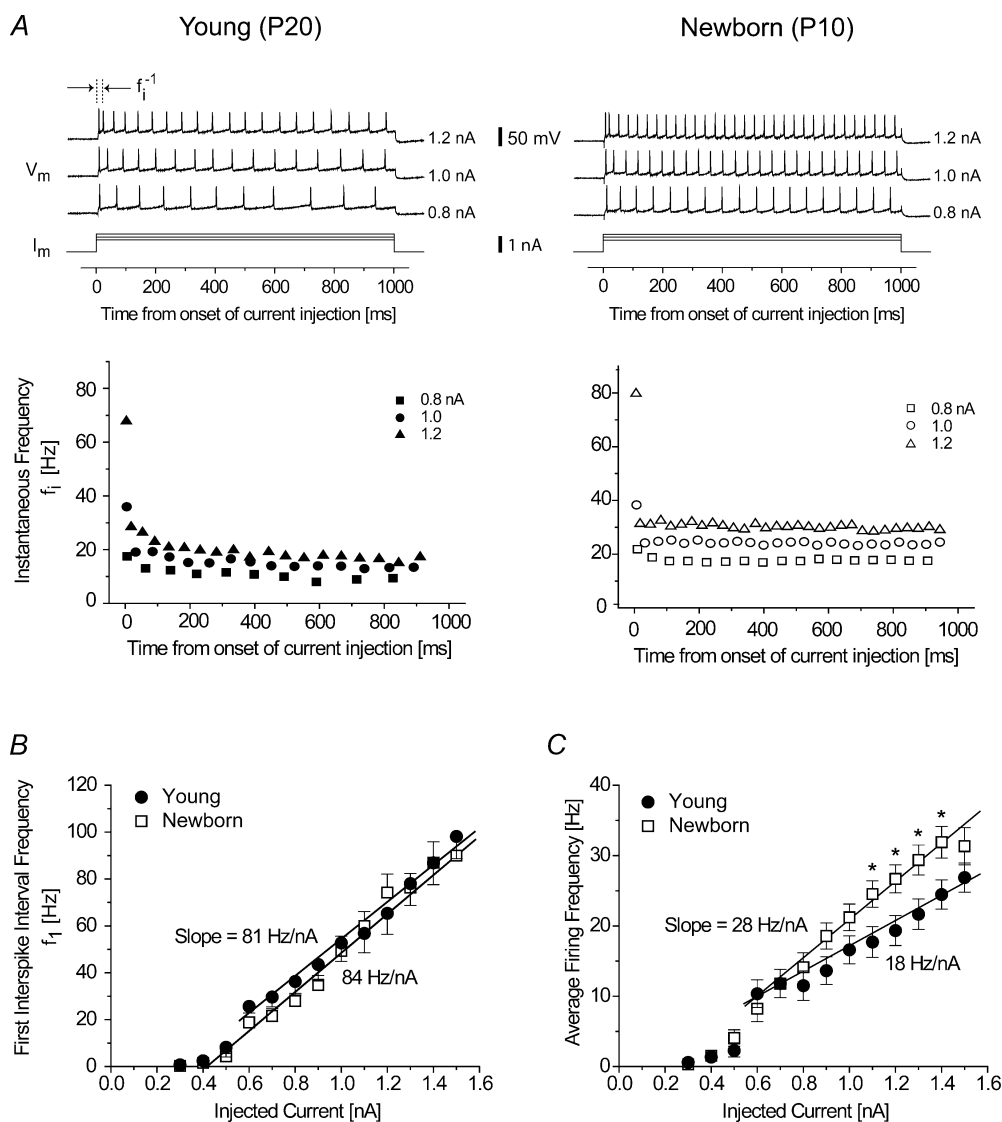 A
Young (P20)
Newborn (P10)
f_i^-1
1.2 nA
V_m
1.0 nA
0.8 nA
I_m
50 mV
1.2 nA
1.0 nA
0.8 nA
1 nA
0 200 400 600 800 1000
Time from onset of current injection [ms]
0 200 400 600 800 1000
Time from onset of current injection [ms]
Instantaneous Frequency
f_i [Hz]
80
60
40
20
0
0.8 nA
1.0
1.2
0 200 400 600 800 1000
Time from onset of current injection [ms]
80
60
40
20
0
0.8 nA
1.0
1.2
0 200 400 600 800 1000
Time from onset of current injection [ms]
B
First Interspike Interval Frequency
f_1 [Hz]
120
100
80
60
40
20
0
Young
Newborn
Slope = 81 Hz/nA
84 Hz/nA
0.0 0.2 0.4 0.6 0.8 1.0 1.2 1.4 1.6
Injected Current [nA]
C
Average Firing Frequency [Hz]
40
30
20
10
0
Young
Newborn
* * * *
Slope = 28 Hz/nA
18 Hz/nA
0.0 0.2 0.4 0.6 0.8 1.0 1.2 1.4 1.6
Injected Current [nA]